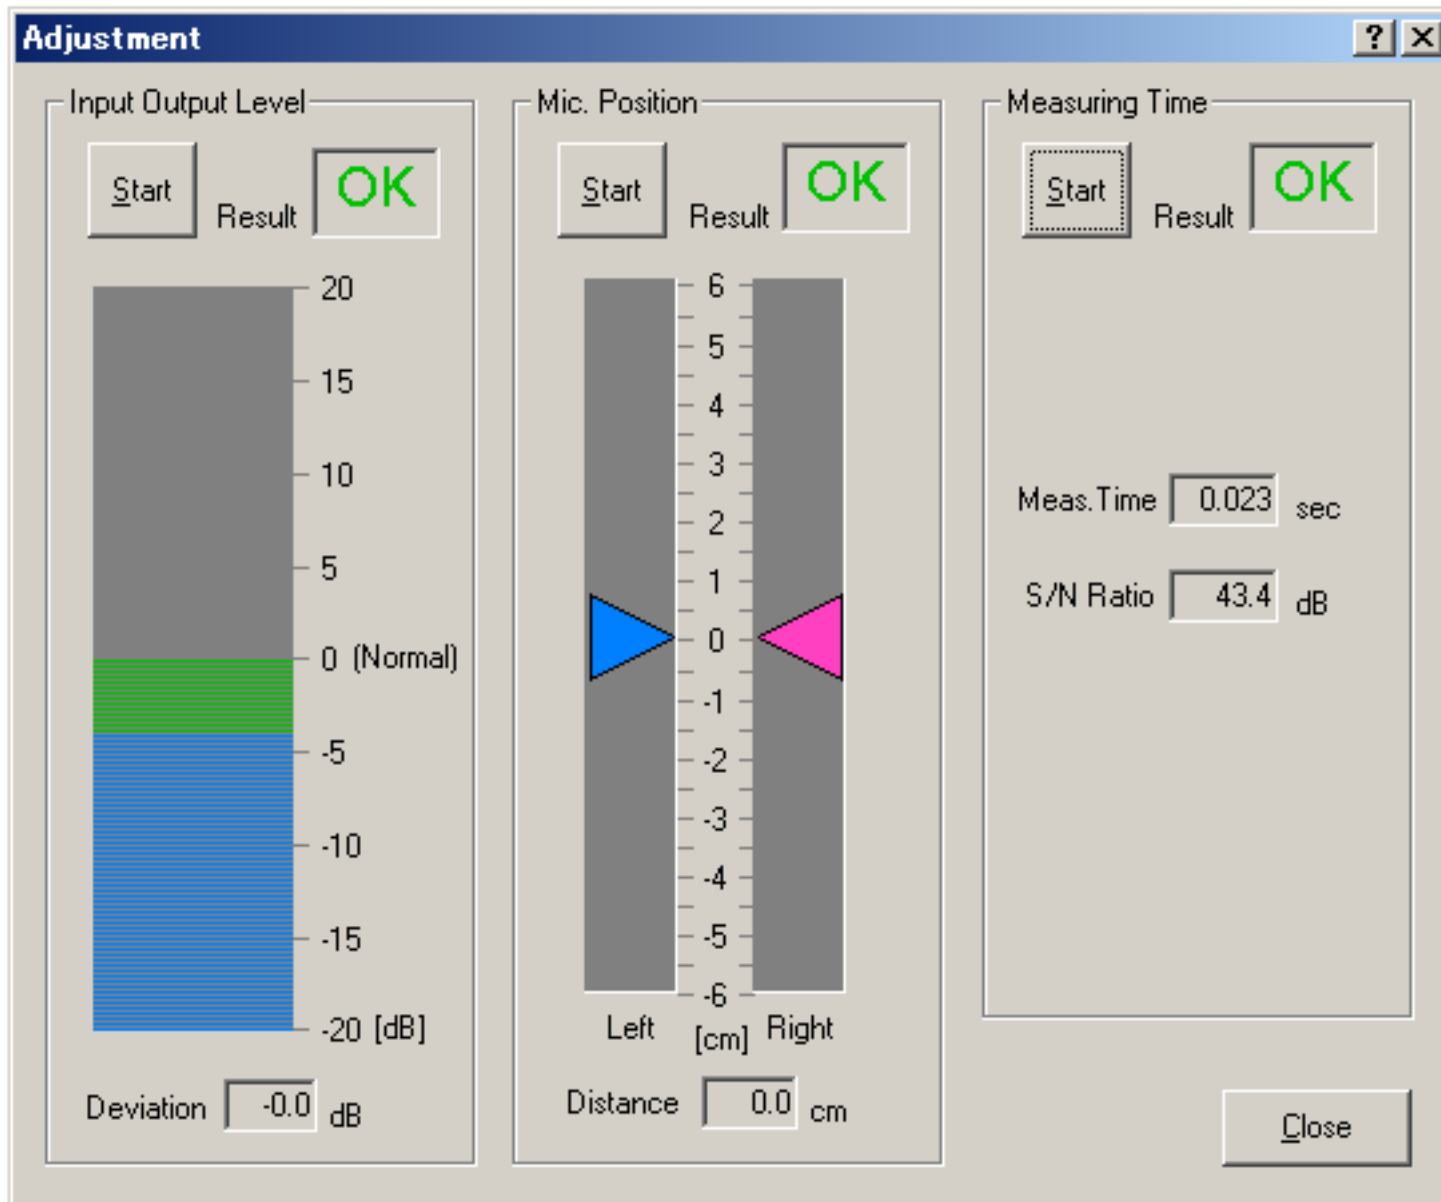 Adjustment
Input Output Level
Start
Result
OK
20
15
10
5
0 (Normal)
-5
-10
-15
-20 [dB]
Deviation -0.0 dB
Mic. Position
Start
Result
OK
6
5
4
3
2
1
0
-1
-2
-3
-4
-5
-6
Left [cm] Right
Distance 0.0 cm
Measuring Time
Start
Result
OK
Meas.Time 0.023 sec
S/N Ratio 43.4 dB
Close